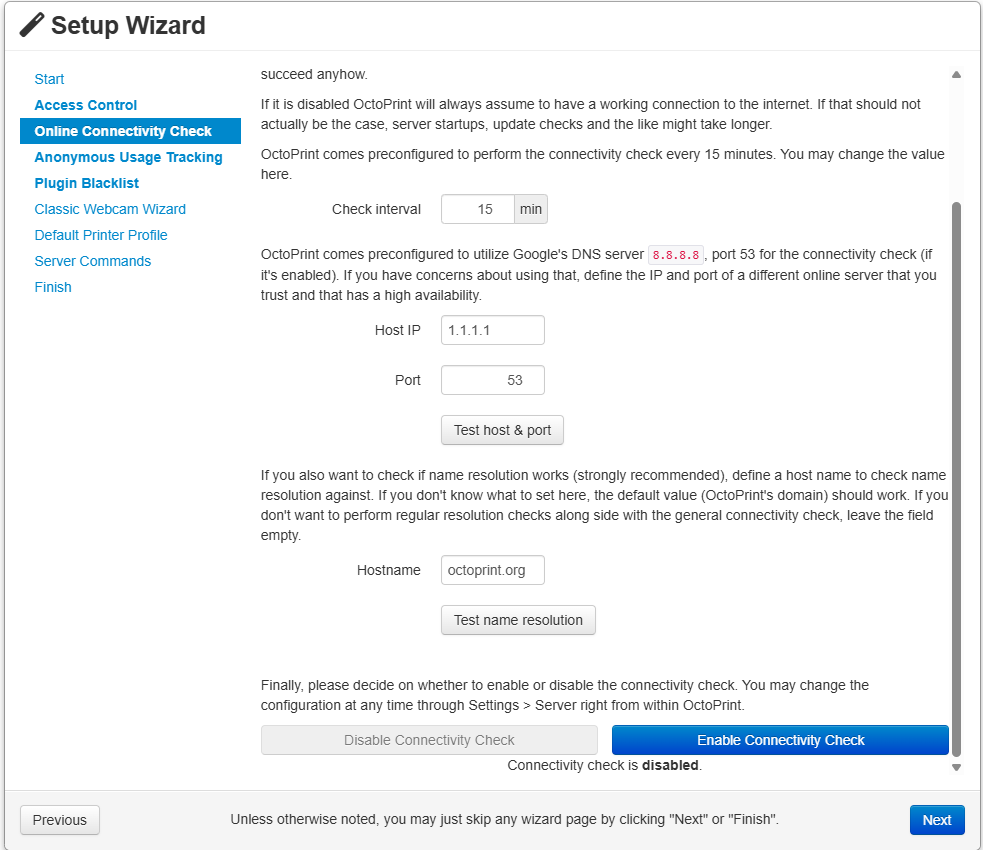 Setup Wizard
Start
Access Control
Online Connectivity Check
Anonymous Usage Tracking
Plugin Blacklist
Classic Webcam Wizard
Default Printer Profile
Server Commands
Finish
succeed anyhow.
If it is disabled OctoPrint will always assume to have a working connection to the internet. If that should not
actually be the case, server startups, update checks and the like might take longer.
OctoPrint comes preconfigured to perform the connectivity check every 15 minutes. You may change the value
here.
Check interval 15 min
OctoPrint comes preconfigured to utilize Google's DNS server 8.8.8.8, port 53 for the connectivity check (if
it's enabled). If you have concerns about using that, define the IP and port of a different online server that you
trust and that has a high availability.
Host IP 1.1.1.1
Port 53
Test host & port
If you also want to check if name resolution works (strongly recommended), define a host name to check name
resolution against. If you don't know what to set here, the default value (OctoPrint's domain) should work. If you
don't want to perform regular resolution checks along side with the general connectivity check, leave the field
empty.
Hostname octoprint.org
Test name resolution
Finally, please decide on whether to enable or disable the connectivity check. You may change the
configuration at any time through Settings > Server right from within OctoPrint.
Disable Connectivity Check Enable Connectivity Check
Connectivity check is disabled.
Previous Unless otherwise noted, you may just skip any wizard page by clicking "Next" or "Finish". Next